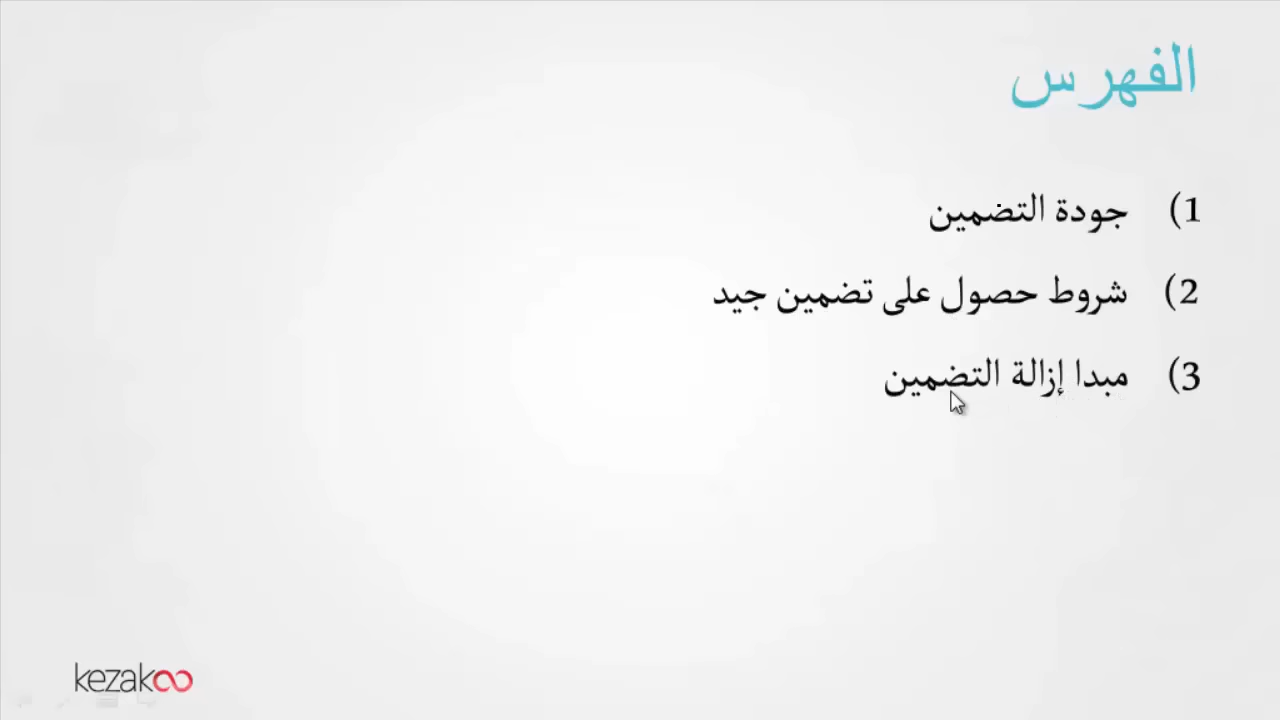 الفهرس
1) جودة التضمين
2) شروط حصول على تضمين جيد
3) مبدا إزالة التضمين
kezakoo